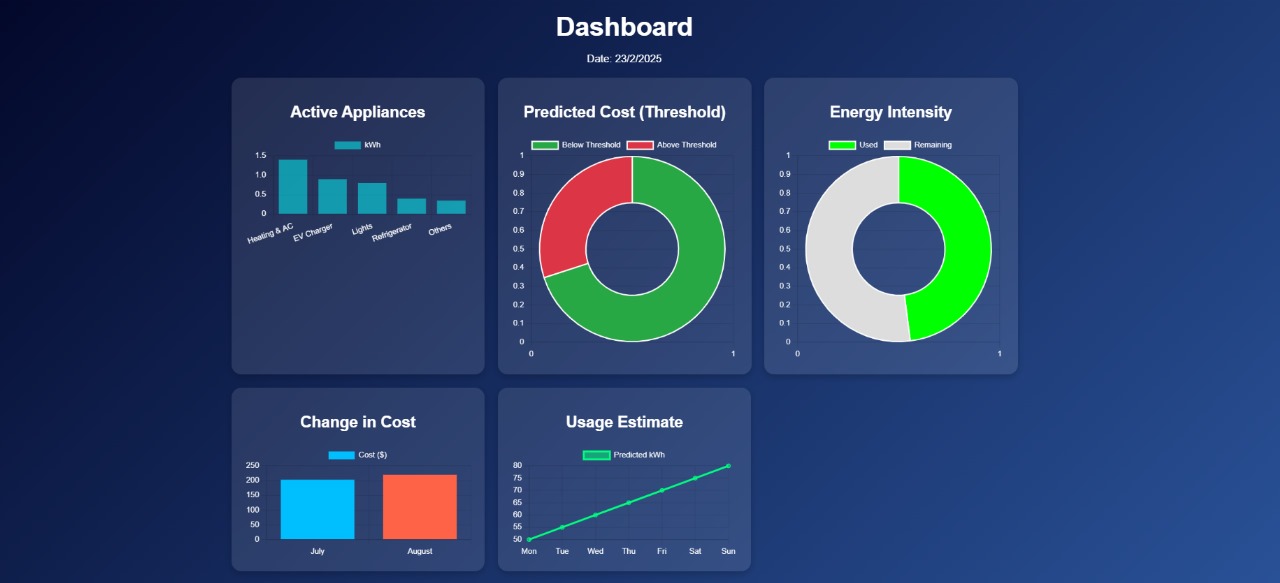 Dashboard
Date: 23/2/2025
Active Appliances
kWh
1.5
1.0
0.5
0
Heating & AC
EV Charger
Lights
Refrigerator
Others
Predicted Cost (Threshold)
Below Threshold Above Threshold
1
0.9
0.8
0.7
0.6
0.5
0.4
0.3
0.2
0.1
0
0 1
Energy Intensity
Used Remaining
1
0.9
0.8
0.7
0.6
0.5
0.4
0.3
0.2
0.1
0
0 1
Change in Cost
Cost ($)
250
200
150
100
50
0
July August
Usage Estimate
Predicted kWh
80
75
70
65
60
55
50
Mon Tue Wed Thu Fri Sat Sun